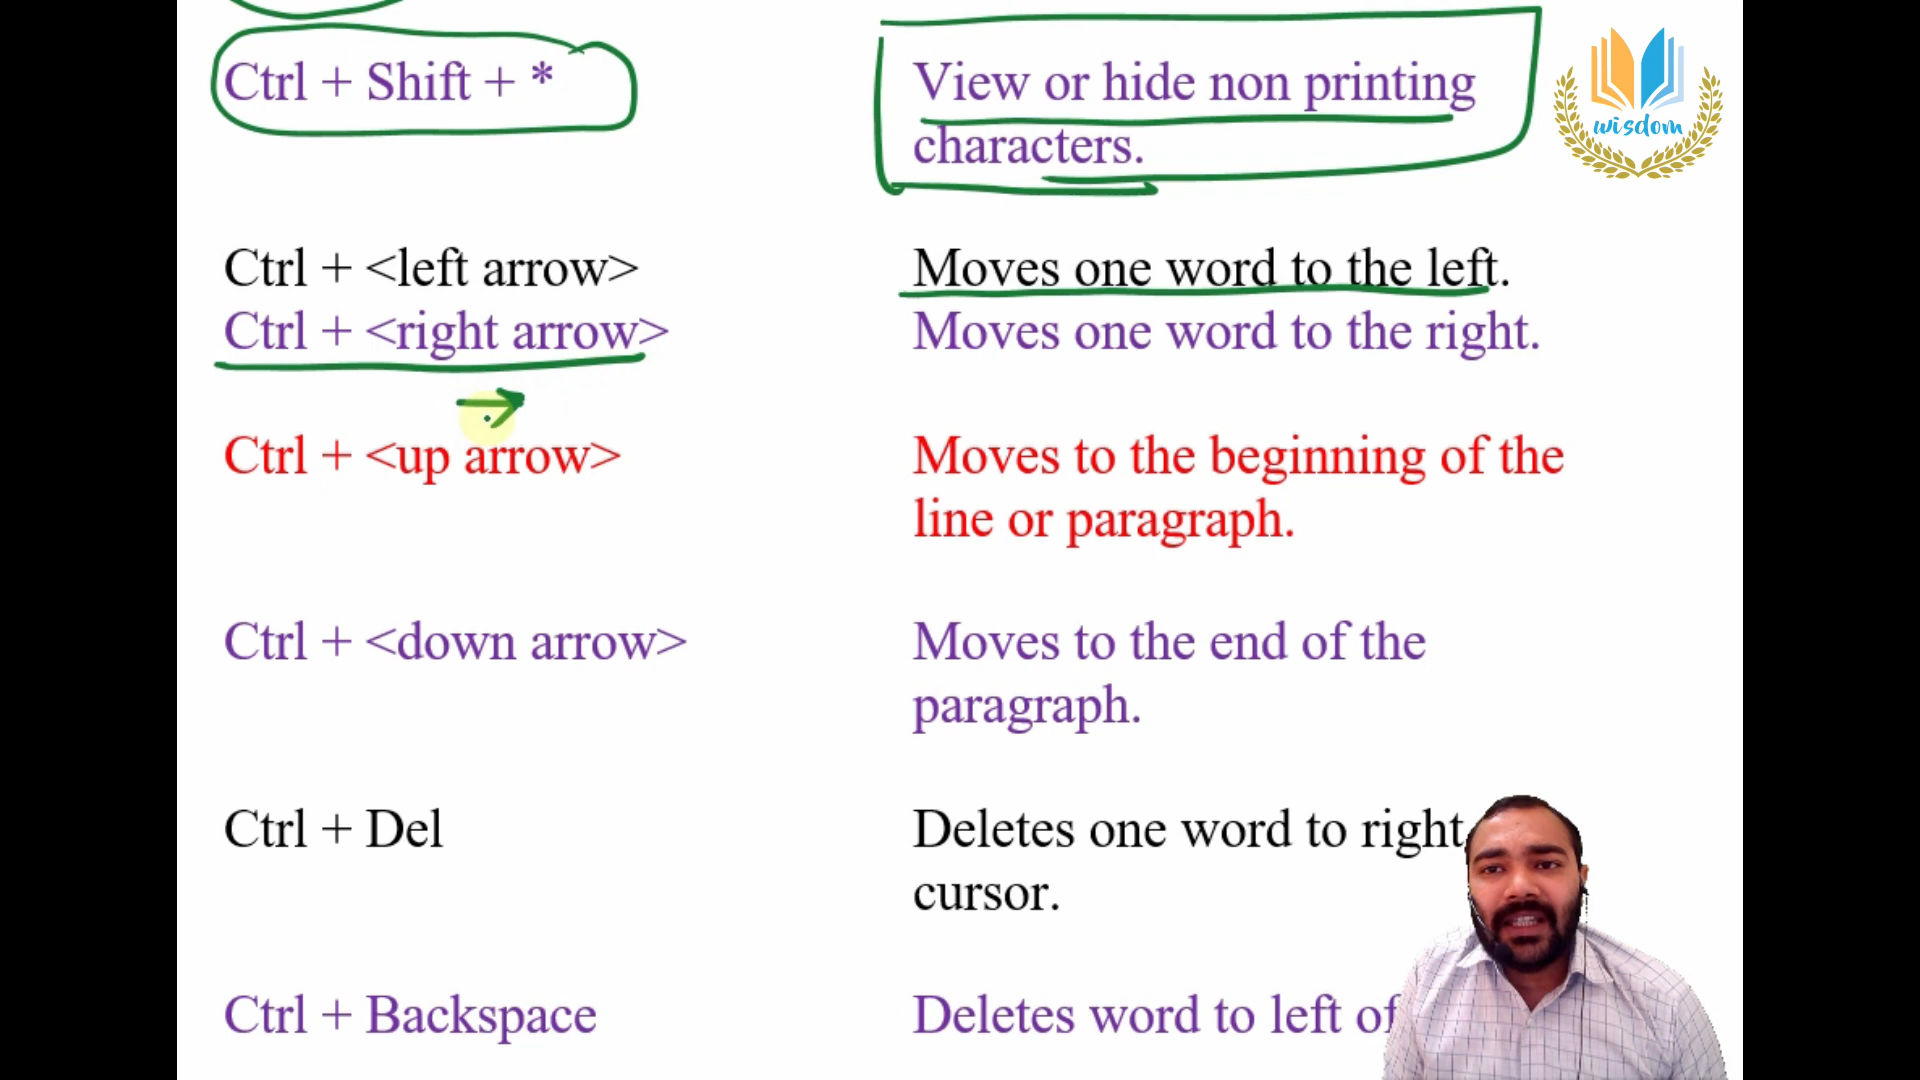 Ctrl + Shift + *
View or hide non printing
characters.
wisdom
Ctrl + <left arrow>
Moves one word to the left.
Ctrl + <right arrow>
Moves one word to the right.
Ctrl + <up arrow>
Moves to the beginning of the
line or paragraph.
Ctrl + <down arrow>
Moves to the end of the
paragraph.
Ctrl + Del
Deletes one word to right
cursor.
Ctrl + Backspace
Deletes word to left of